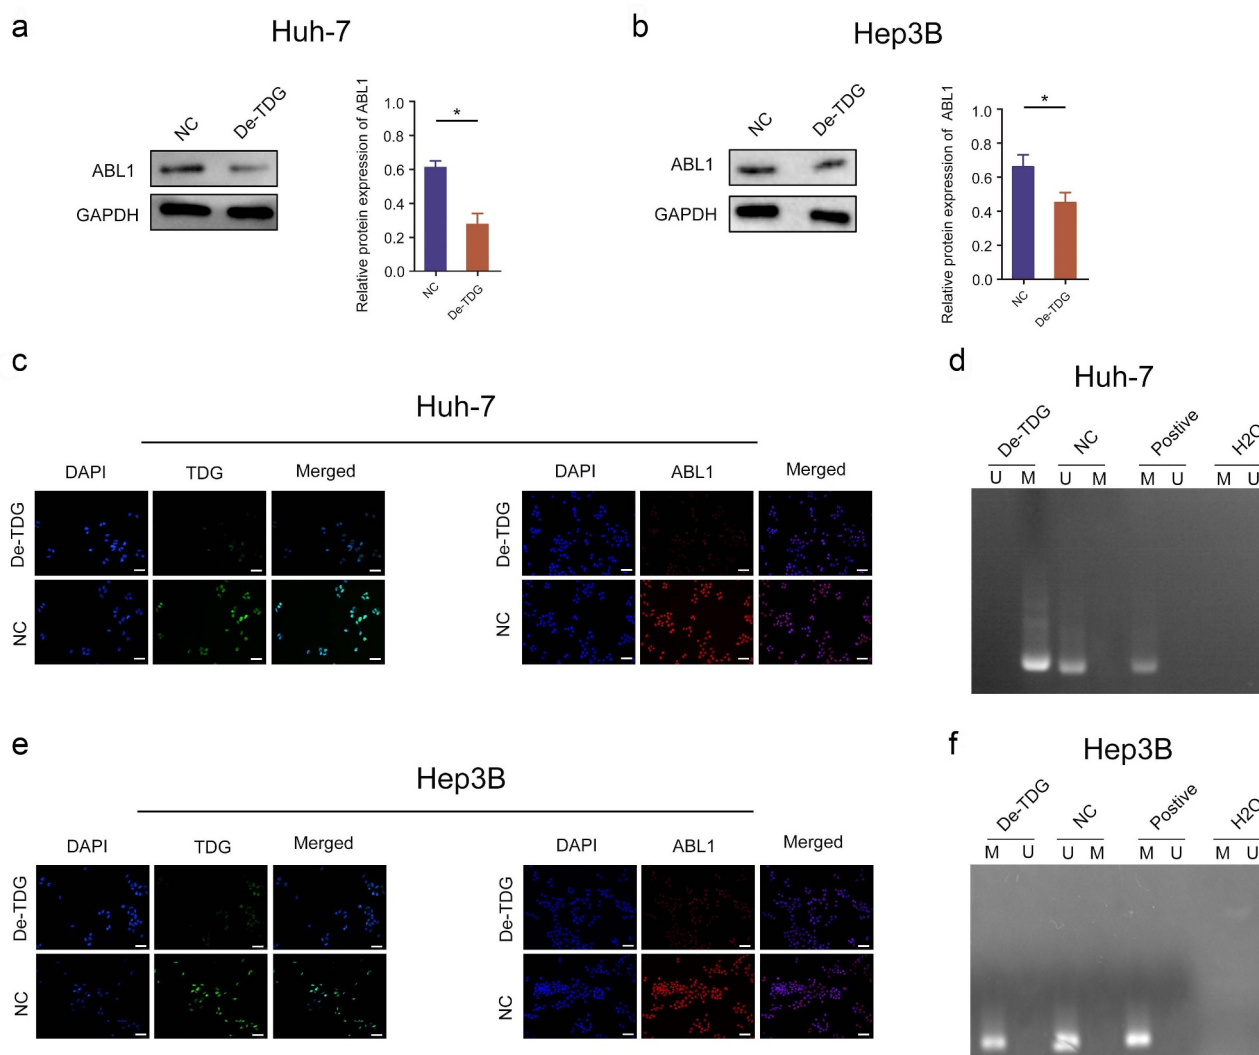 a
Huh-7
NC De-TDG
ABL1
GAPDH
Relative protein expression of ABL1
1.0
0.8
0.6
0.4
0.2
0.0
*
NC De-TDG
b
Hep3B
NC De-TDG
ABL1
GAPDH
Relative protein expression of ABL1
1.0
0.8
0.6
0.4
0.2
0.0
*
NC De-TDG
c
Huh-7
DAPI TDG Merged
De-TDG
NC
DAPI ABL1 Merged
De-TDG
NC
d
Huh-7
De-TDG NC Postive H2O
U M U M M U M U
e
Hep3B
DAPI TDG Merged
De-TDG
NC
DAPI ABL1 Merged
De-TDG
NC
f
Hep3B
De-TDG NC Postive H2O
M U U M M U M U